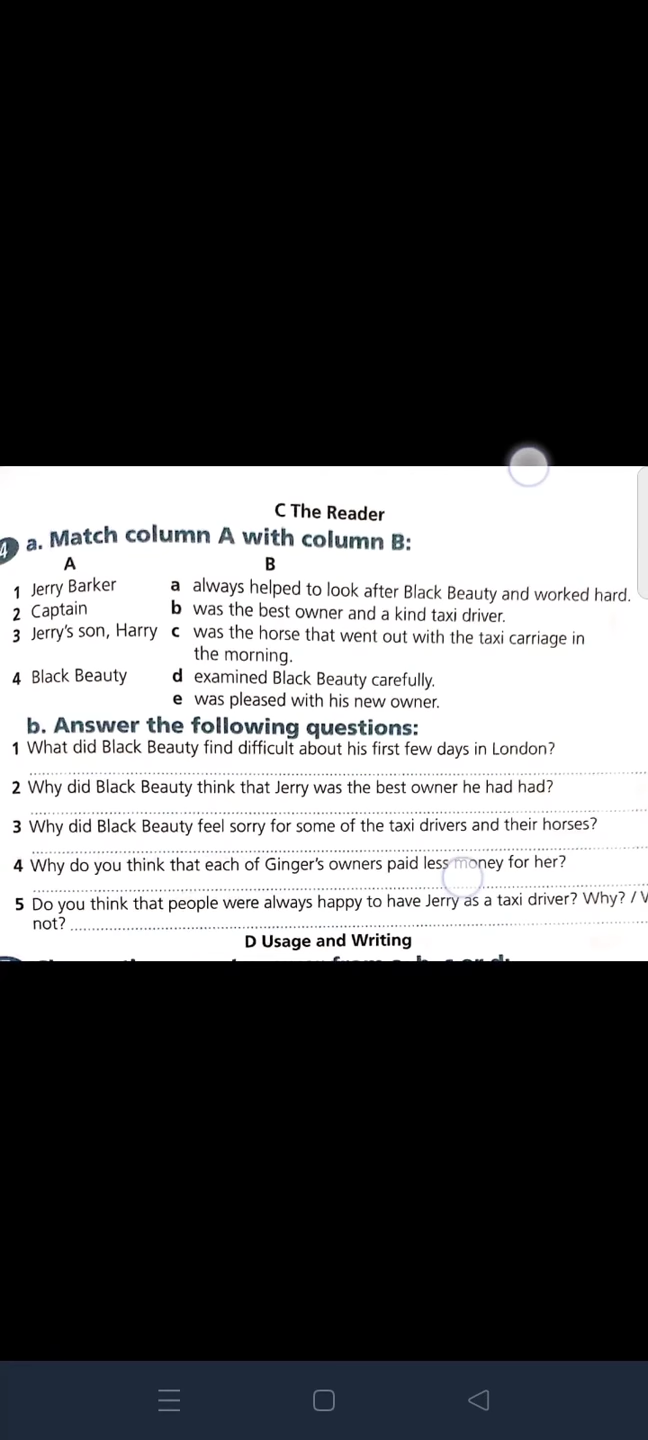 C The Reader
4 a. Match column A with column B:
A B
1 Jerry Barker a always helped to look after Black Beauty and worked hard.
2 Captain b was the best owner and a kind taxi driver.
3 Jerry's son, Harry c was the horse that went out with the taxi carriage in
the morning.
4 Black Beauty d examined Black Beauty carefully.
e was pleased with his new owner.
b. Answer the following questions:
1 What did Black Beauty find difficult about his first few days in London?
2 Why did Black Beauty think that Jerry was the best owner he had had?
3 Why did Black Beauty feel sorry for some of the taxi drivers and their horses?
4 Why do you think that each of Ginger's owners paid less money for her?
5 Do you think that people were always happy to have Jerry as a taxi driver? Why? /
not?
D Usage and Writing